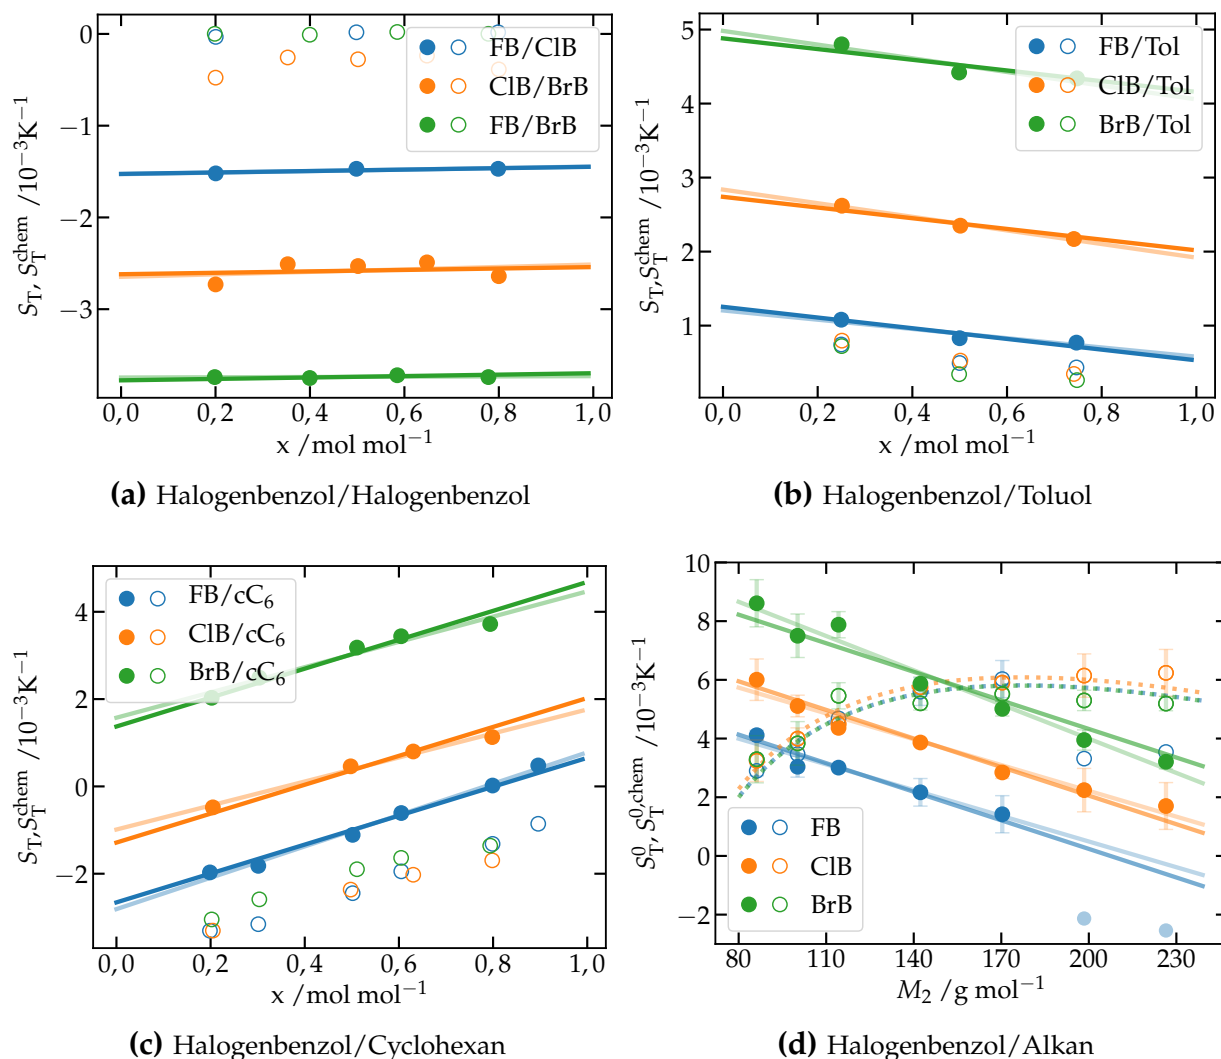 0
−1
−2
−3
S_T, S_T^chem /10⁻³K⁻¹
FB/ClB
ClB/BrB
FB/BrB
0,0 0,2 0,4 0,6 0,8 1,0
x /mol mol⁻¹
(a) Halogenbenzol/Halogenbenzol
5
4
3
2
1
S_T, S_T^chem /10⁻³K⁻¹
FB/Tol
ClB/Tol
BrB/Tol
0,0 0,2 0,4 0,6 0,8 1,0
x /mol mol⁻¹
(b) Halogenbenzol/Toluol
4
2
0
−2
S_T, S_T^chem /10⁻³K⁻¹
FB/cC₆
ClB/cC₆
BrB/cC₆
0,0 0,2 0,4 0,6 0,8 1,0
x /mol mol⁻¹
(c) Halogenbenzol/Cyclohexan
10
8
6
4
2
0
−2
S_T^0, S_T^0,chem /10⁻³K⁻¹
FB
ClB
BrB
80 110 140 170 200 230
M₂ /g mol⁻¹
(d) Halogenbenzol/Alkan